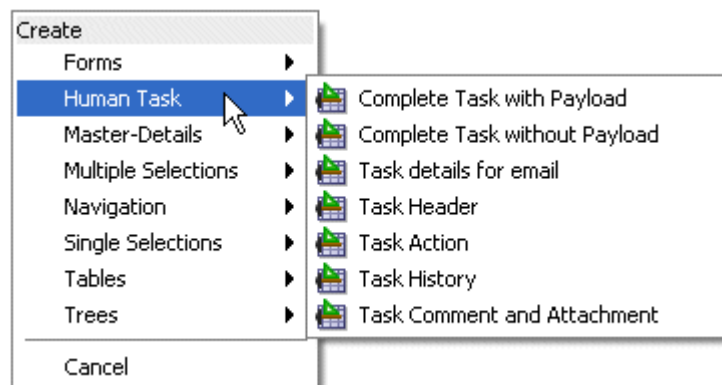 Create
Forms
Human Task
Master-Details
Multiple Selections
Navigation
Single Selections
Tables
Trees
Cancel
Complete Task with Payload
Complete Task without Payload
Task details for email
Task Header
Task Action
Task History
Task Comment and Attachment